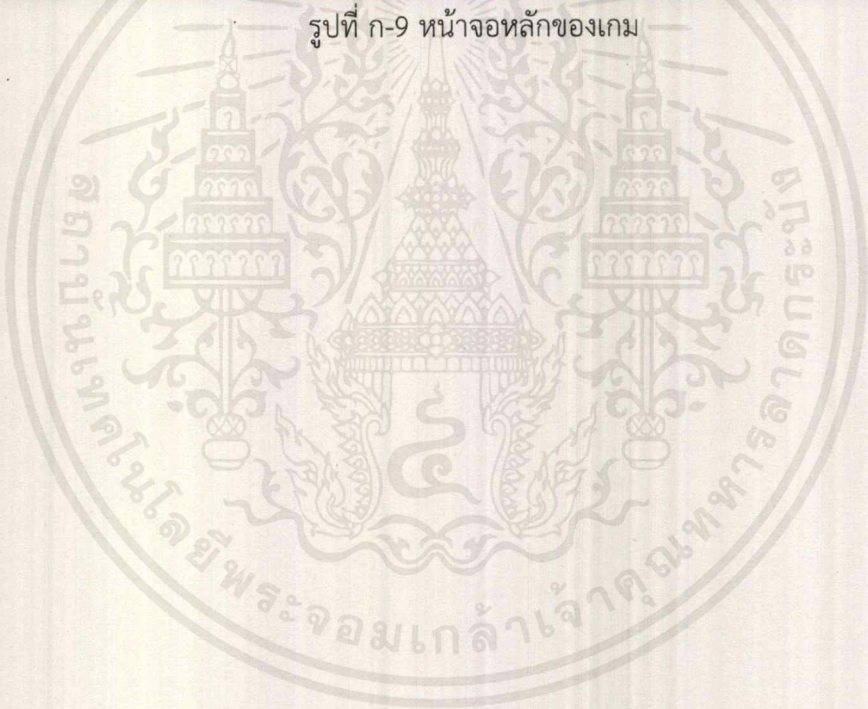 รูปที่ ก-9 หน้าจอหลักของเกม
สถาบันเทคโนโลยีพระจอมเกล้าเจ้าคุณทหารลาดกระบัง
๔